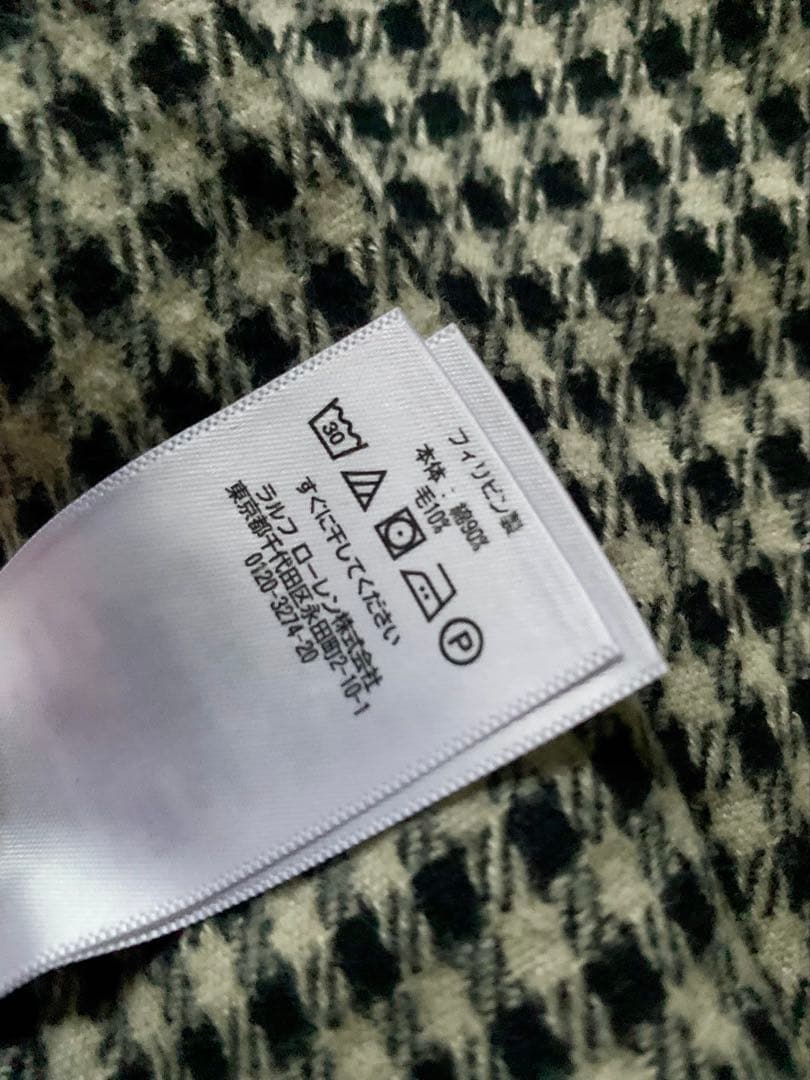 フィリピン製
本体: 綿90%
毛10%
30
P
すぐに干してください
ラルフ ローレン株式会社
東京都千代田区永田町2-10-1
0120-3274-20